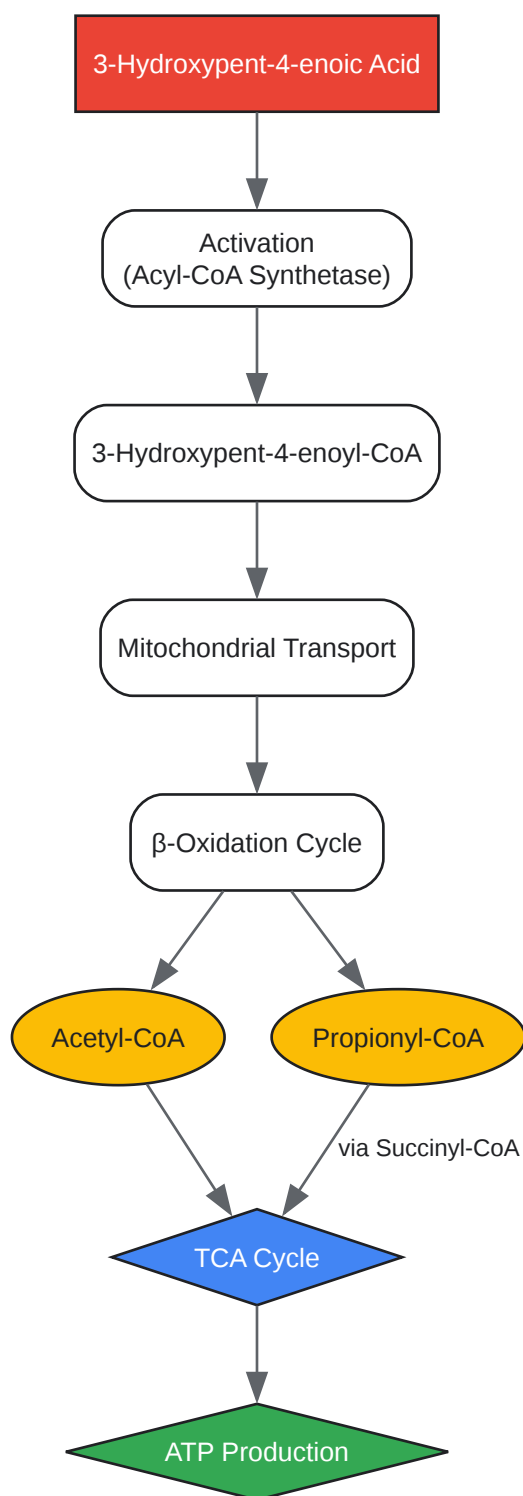 3-Hydroxypent-4-enoic Acid
Activation
(Acyl-CoA Synthetase)
3-Hydroxypent-4-enoyl-CoA
Mitochondrial Transport
β-Oxidation Cycle
Acetyl-CoA
Propionyl-CoA
via Succinyl-CoA
TCA Cycle
ATP Production